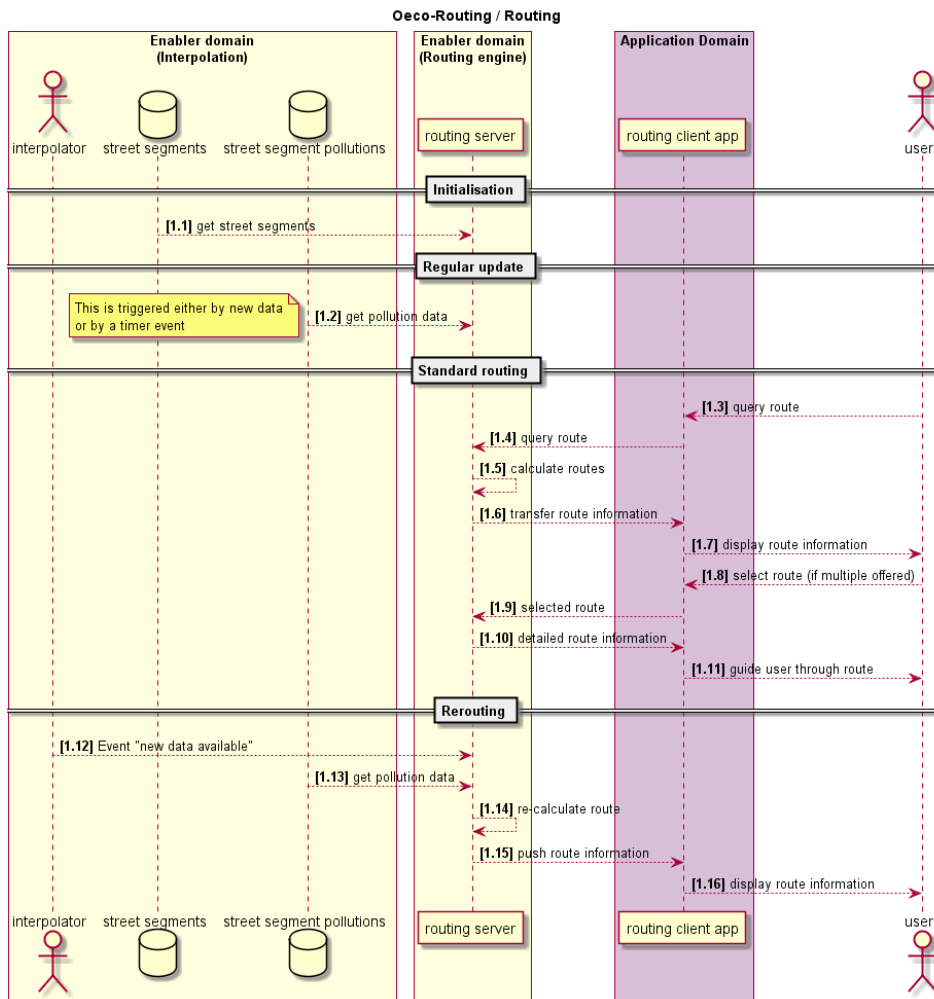 Oeco-Routing / Routing
Enabler domain
(Interpolation)
Enabler domain
(Routing engine)
Application Domain
interpolator
street segments
street segment pollutions
routing server
routing client app
user
Initialisation
[1.1] get street segments
Regular update
This is triggered either by new data
or by a timer event
[1.2] get pollution data
Standard routing
[1.3] query route
[1.4] query route
[1.5] calculate routes
[1.6] transfer route information
[1.7] display route information
[1.8] select route (if multiple offered)
[1.9] selected route
[1.10] detailed route information
[1.11] guide user through route
Rerouting
[1.12] Event "new data available"
[1.13] get pollution data
[1.14] re-calculate route
[1.15] push route information
[1.16] display route information
interpolator
street segments
street segment pollutions
routing server
routing client app
user